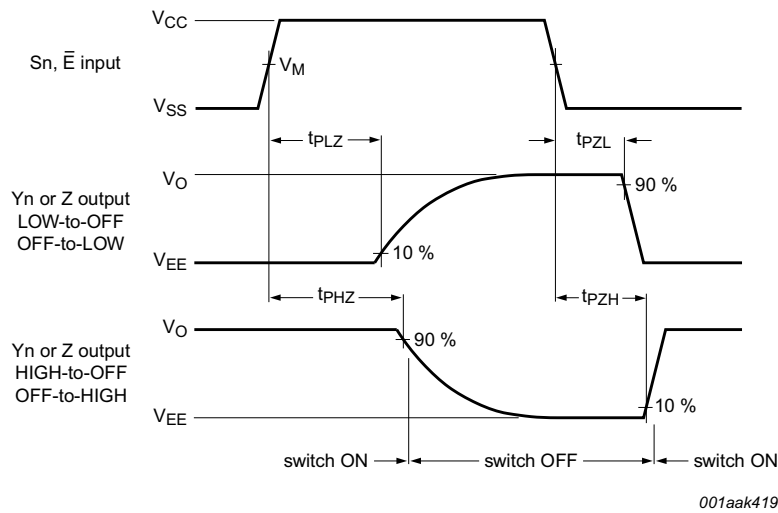 VCC
Sn, E̅ input
VM
VSS
tPLZ
tPZL
VO
90 %
Yn or Z output
LOW-to-OFF
OFF-to-LOW
10 %
VEE
tPHZ
tPZH
VO
90 %
Yn or Z output
HIGH-to-OFF
OFF-to-HIGH
10 %
VEE
switch ON
switch OFF
switch ON
001aak419